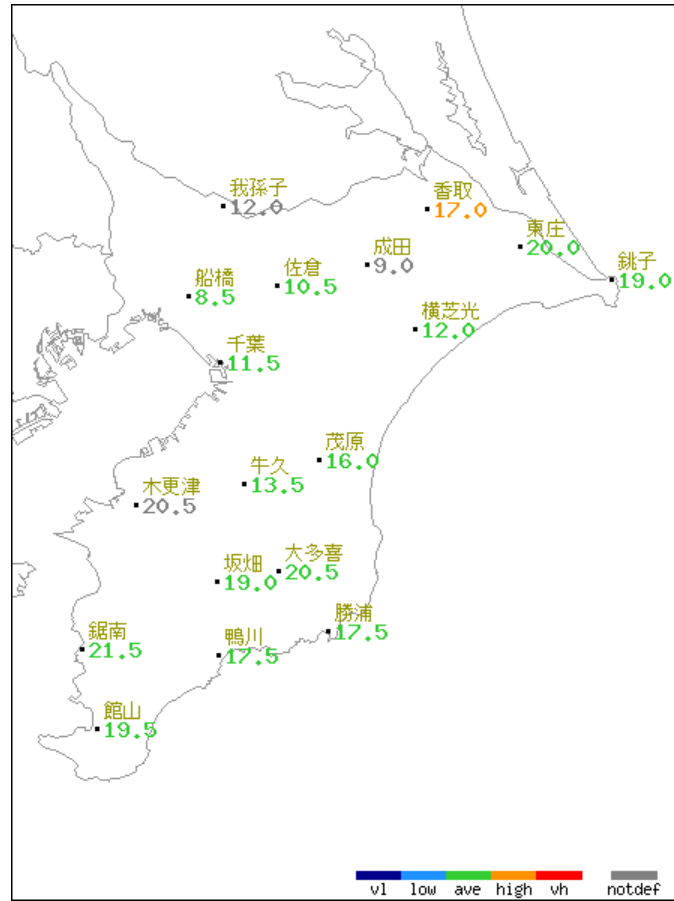 我孫子
12.0
香取
17.0
東庄
20.0
成田
9.0
銚子
19.0
船橋
8.5
佐倉
10.5
横芝光
12.0
千葉
11.5
茂原
16.0
牛久
13.5
木更津
20.5
坂畑
19.0
大多喜
20.5
勝浦
17.5
鋸南
21.5
鴨川
17.5
館山
19.5
vl low ave high vh notdef